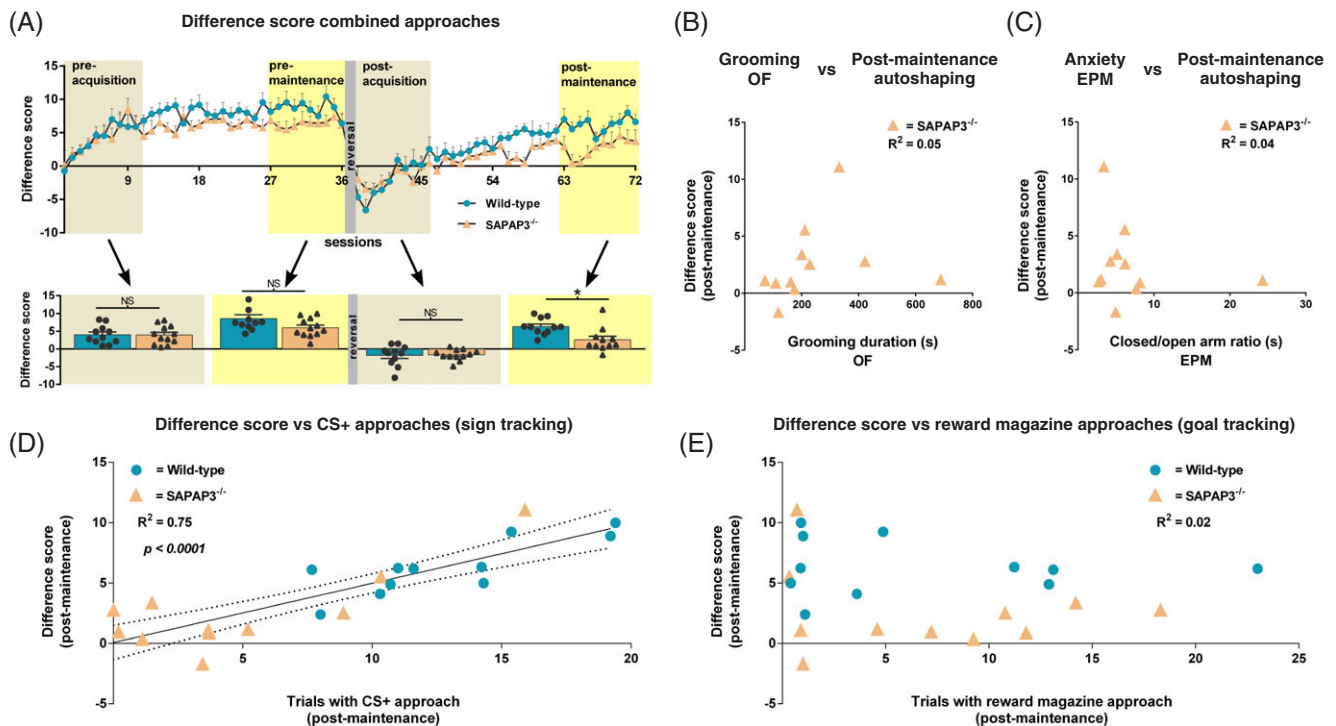 (A)
Difference score combined approaches
pre-
acquisition
pre-
maintenance
post-
acquisition
post-
maintenance
Difference score
15
10
5
0
-5
-10
9
18
27
36
45
54
63
72
reversal
Wild-type
SAPAP3-/-
sessions
Difference score
15
10
5
0
-5
-10
NS
NS
reversal
NS
*
(B)
Grooming vs Post-maintenance
OF autoshaping
= SAPAP3-/-
R2 = 0.05
Difference score
(post-maintenance)
15
10
5
0
-5
200 400 600 800
Grooming duration (s)
OF
(C)
Anxiety vs Post-maintenance
EPM autoshaping
= SAPAP3-/-
R2 = 0.04
Difference score
(post-maintenance)
15
10
5
0
-5
10 20 30
Closed/open arm ratio (s)
EPM
(D)
Difference score vs CS+ approaches (sign tracking)
= Wild-type
= SAPAP3-/-
R2 = 0.75
p < 0.0001
Difference score
(post-maintenance)
15
10
5
0
-5
5 10 15 20
Trials with CS+ approach
(post-maintenance)
(E)
Difference score vs reward magazine approaches (goal tracking)
= Wild-type
= SAPAP3-/-
R2 = 0.02
Difference score
(post-maintenance)
15
10
5
0
-5
5 10 15 20 25
Trials with reward magazine approach
(post-maintenance)